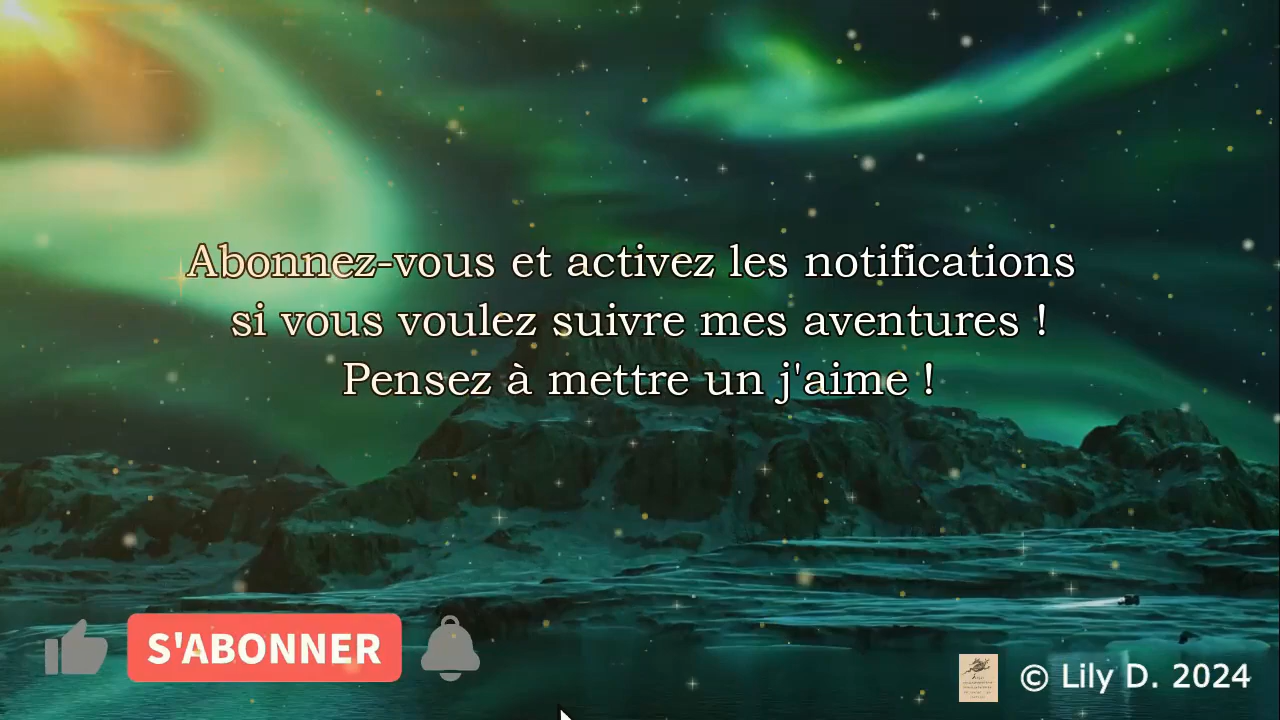 Abonnez-vous et activez les notifications
si vous voulez suivre mes aventures !
Pensez à mettre un j'aime !
S'ABONNER
© Lily D. 2024